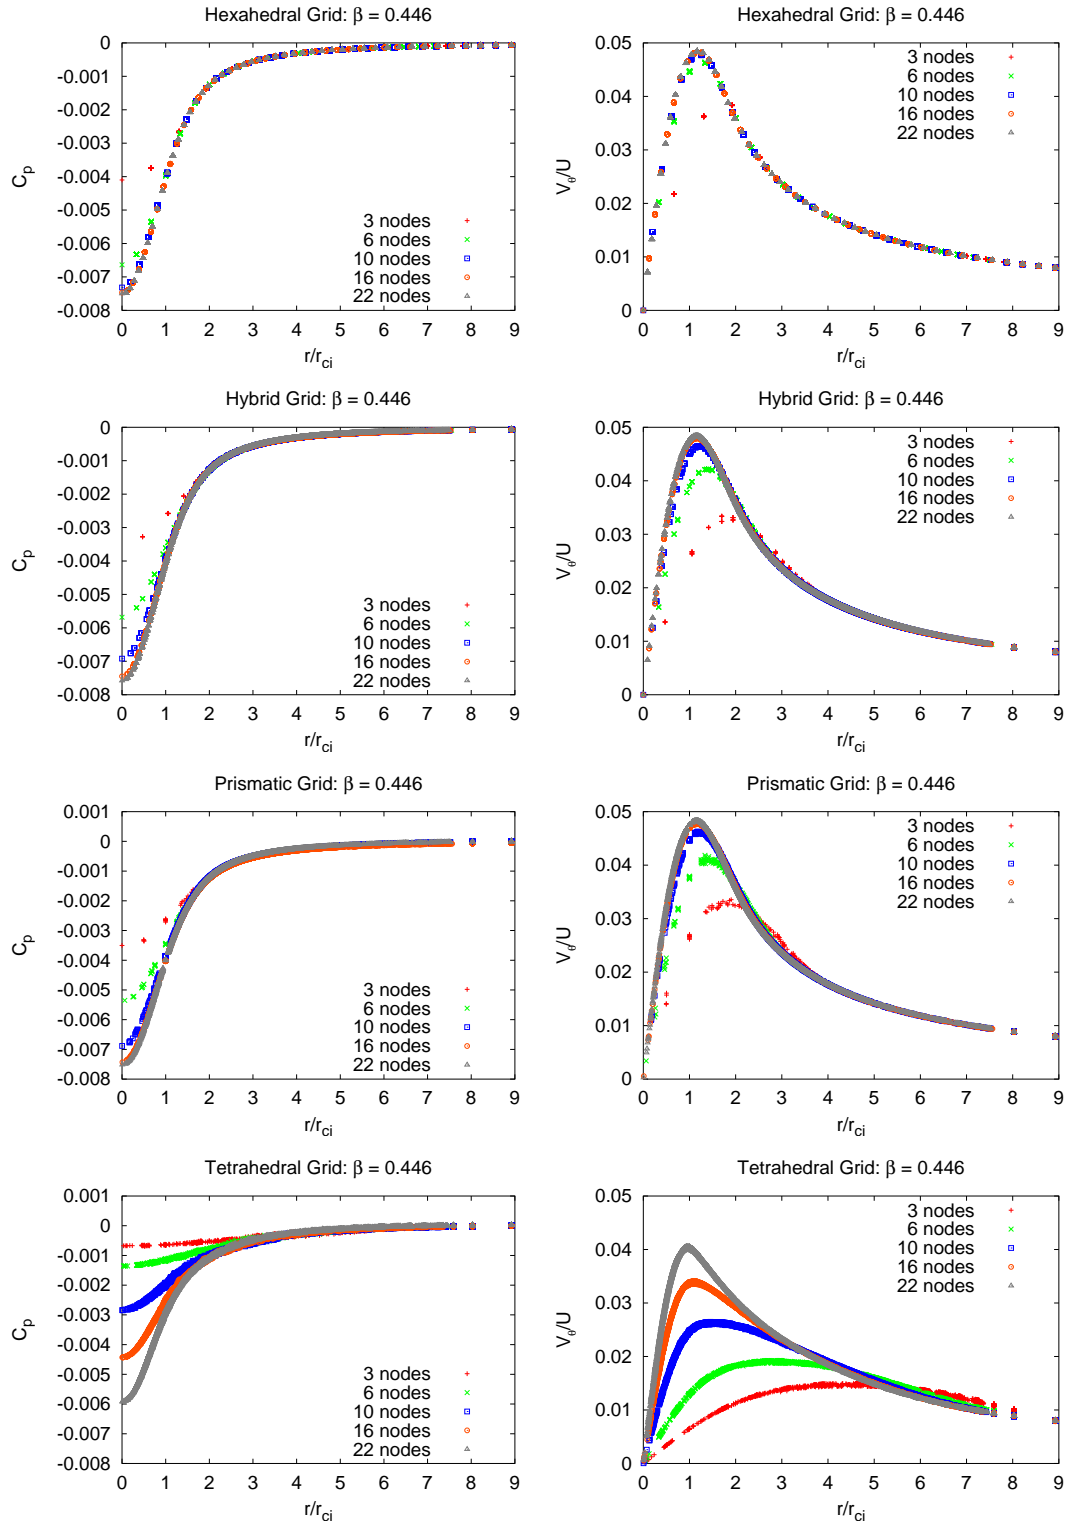 Hexahedral Grid: β = 0.446
0
-0.001
-0.002
-0.003
-0.004
-0.005
-0.006
-0.007
-0.008
C_p
3 nodes
6 nodes
10 nodes
16 nodes
22 nodes
0 1 2 3 4 5 6 7 8 9
r/r_ci
Hexahedral Grid: β = 0.446
0.05
0.04
0.03
0.02
0.01
0
V_θ/U
3 nodes
6 nodes
10 nodes
16 nodes
22 nodes
0 1 2 3 4 5 6 7 8 9
r/r_ci
Hybrid Grid: β = 0.446
0
-0.001
-0.002
-0.003
-0.004
-0.005
-0.006
-0.007
-0.008
C_p
3 nodes
6 nodes
10 nodes
16 nodes
22 nodes
0 1 2 3 4 5 6 7 8 9
r/r_ci
Hybrid Grid: β = 0.446
0.05
0.04
0.03
0.02
0.01
0
V_θ/U
3 nodes
6 nodes
10 nodes
16 nodes
22 nodes
0 1 2 3 4 5 6 7 8 9
r/r_ci
Prismatic Grid: β = 0.446
0.001
0
-0.001
-0.002
-0.003
-0.004
-0.005
-0.006
-0.007
-0.008
C_p
3 nodes
6 nodes
10 nodes
16 nodes
22 nodes
0 1 2 3 4 5 6 7 8 9
r/r_ci
Prismatic Grid: β = 0.446
0.05
0.04
0.03
0.02
0.01
0
V_θ/U
3 nodes
6 nodes
10 nodes
16 nodes
22 nodes
0 1 2 3 4 5 6 7 8 9
r/r_ci
Tetrahedral Grid: β = 0.446
0.001
0
-0.001
-0.002
-0.003
-0.004
-0.005
-0.006
-0.007
-0.008
C_p
3 nodes
6 nodes
10 nodes
16 nodes
22 nodes
0 1 2 3 4 5 6 7 8 9
r/r_ci
Tetrahedral Grid: β = 0.446
0.05
0.04
0.03
0.02
0.01
0
V_θ/U
3 nodes
6 nodes
10 nodes
16 nodes
22 nodes
0 1 2 3 4 5 6 7 8 9
r/r_ci